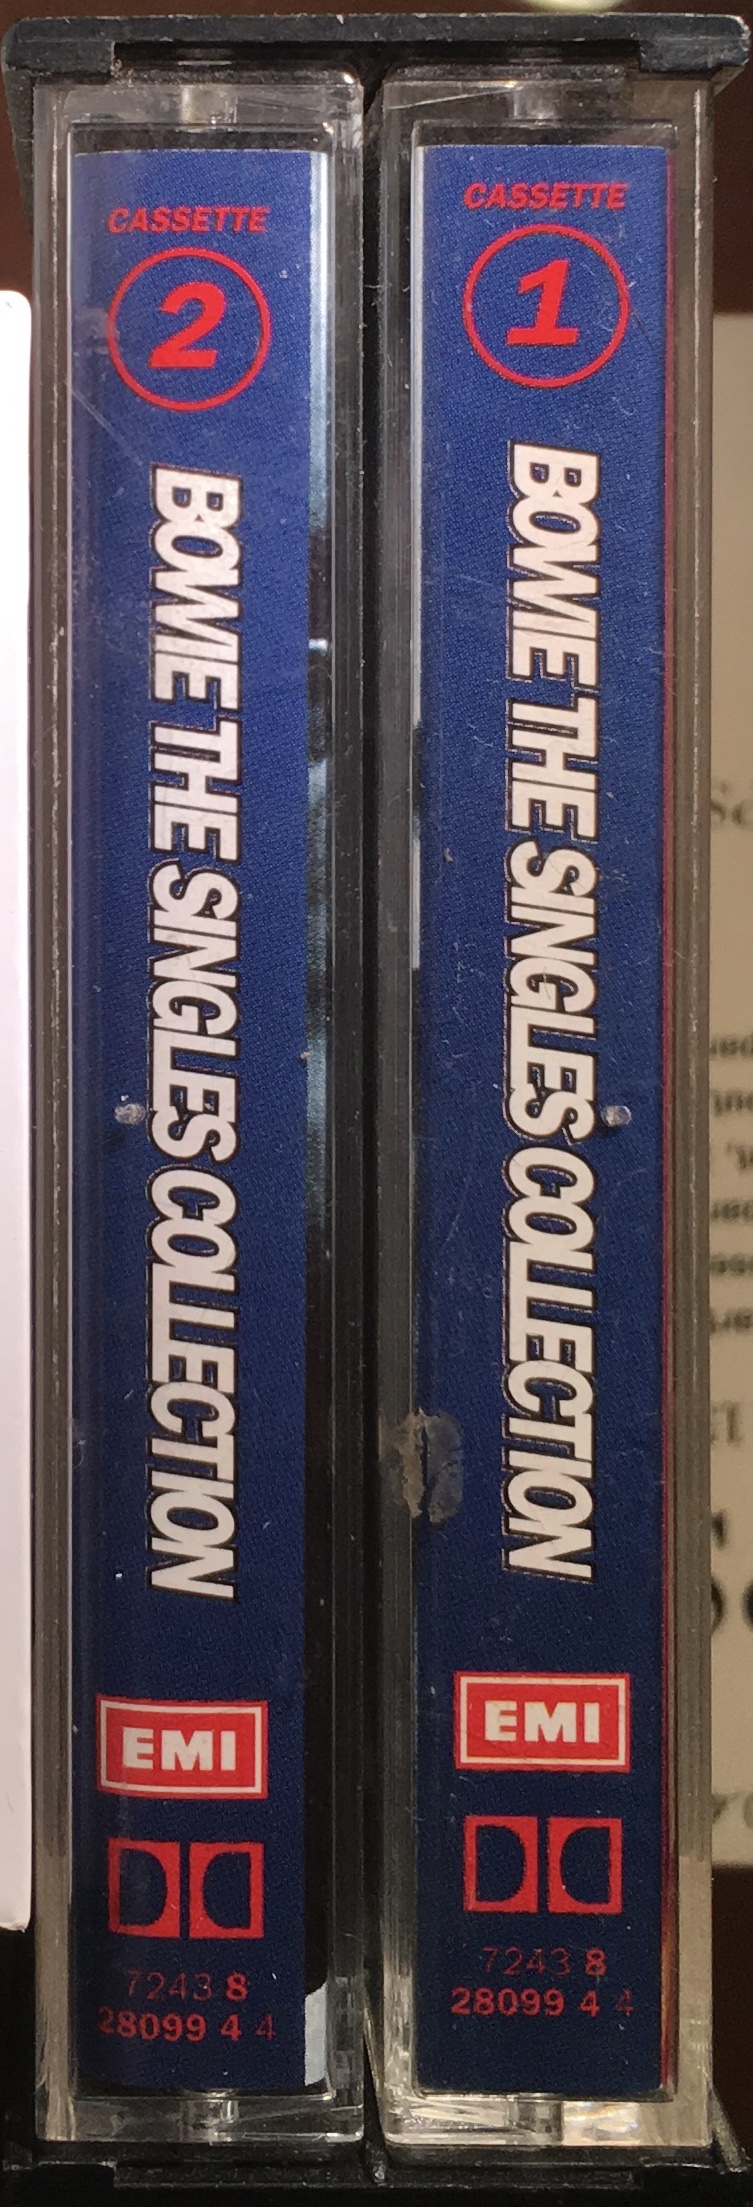 CASSETTE
2
BOWIE THE SINGLES COLLECTION
EMI
7243 8
28099 4 4
CASSETTE
1
BOWIE THE SINGLES COLLECTION
EMI
7243 8
28099 4 4